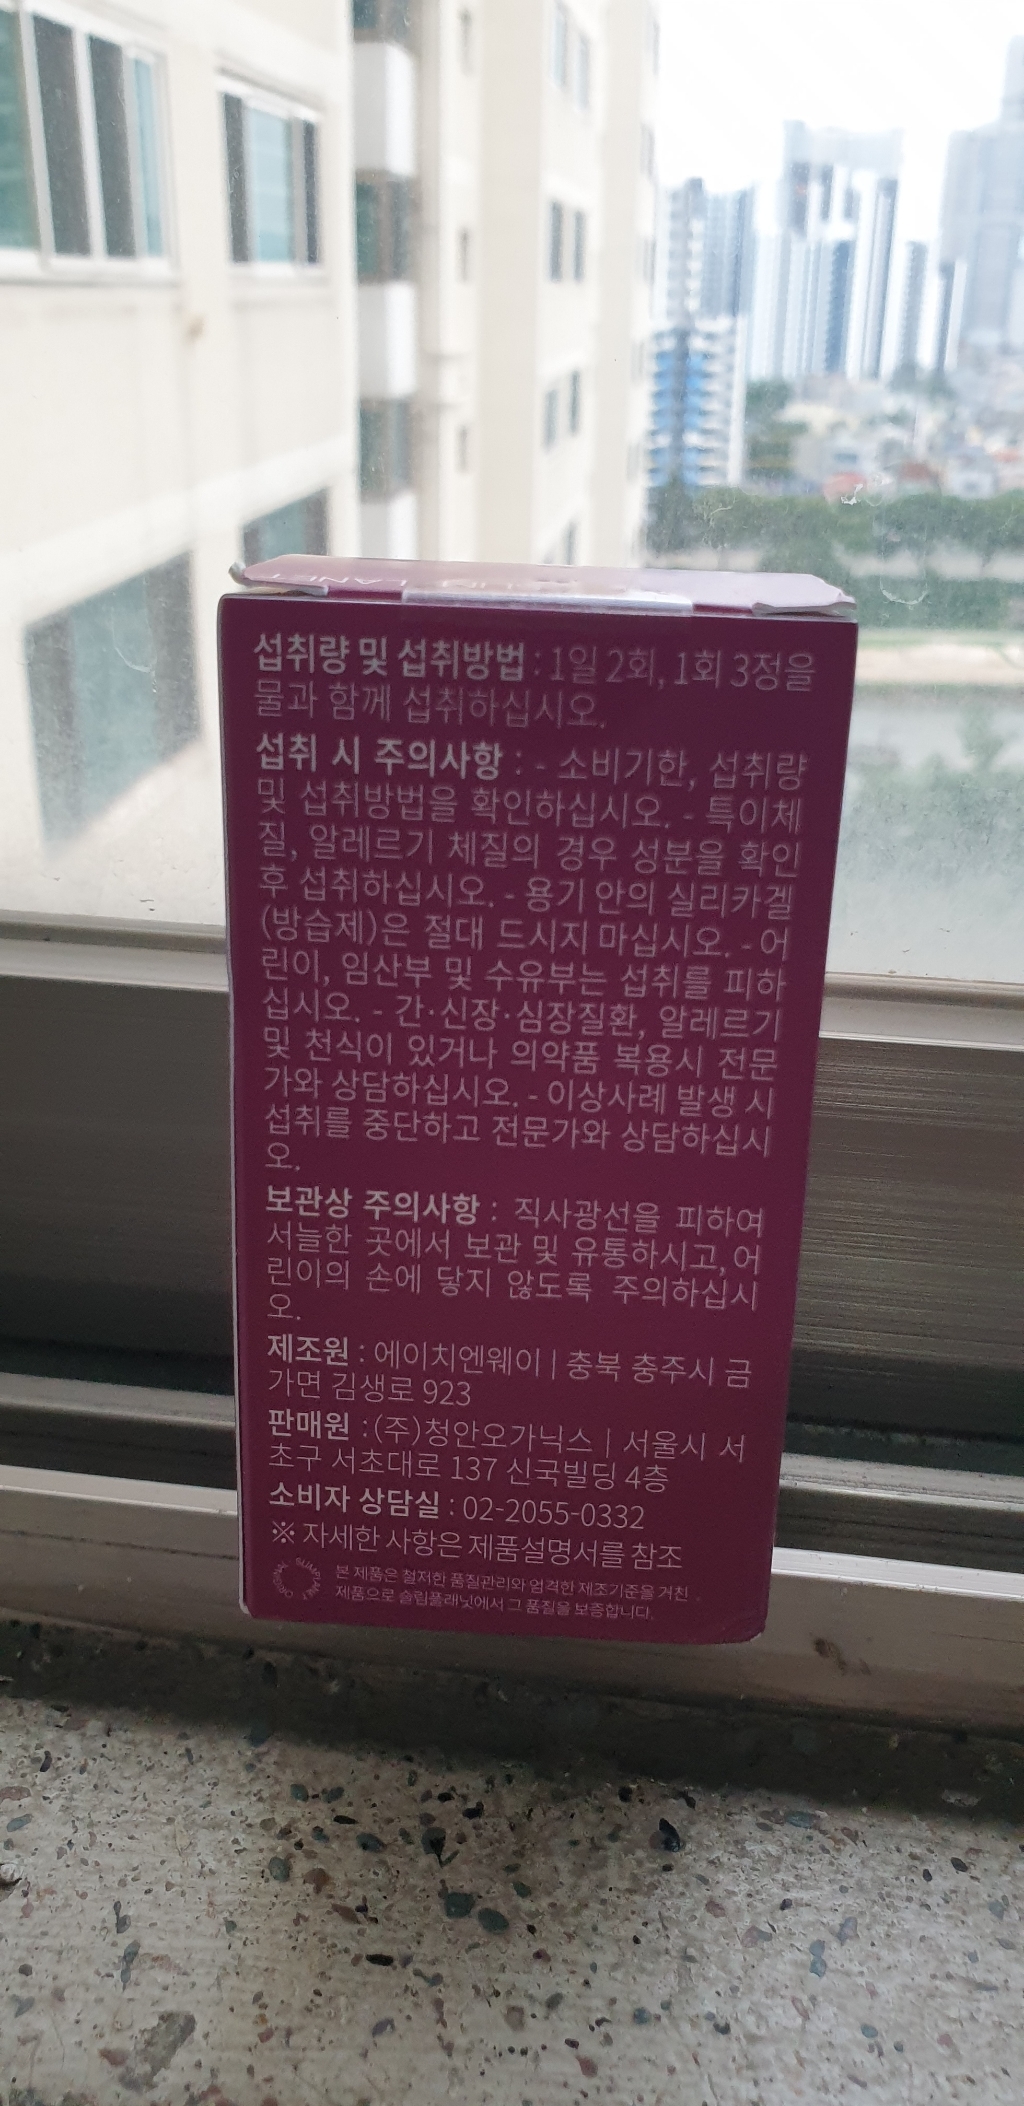 섭취량 및 섭취방법 : 1일 2회, 1회 3정을
물과 함께 섭취하십시오.
섭취 시 주의사항 : - 소비기한, 섭취량
및 섭취방법을 확인하십시오. - 특이체
질, 알레르기 체질의 경우 성분을 확인
후 섭취하십시오. - 용기 안의 실리카겔
(방습제)은 절대 드시지 마십시오. - 어
린이, 임산부 및 수유부는 섭취를 피하
십시오. - 간·신장·심장질환, 알레르기
및 천식이 있거나 의약품 복용시 전문
가와 상담하십시오. - 이상사례 발생 시
섭취를 중단하고 전문가와 상담하십시
오.
보관상 주의사항 : 직사광선을 피하여
서늘한 곳에서 보관 및 유통하시고, 어
린이의 손에 닿지 않도록 주의하십시
오.
제조원 : 에이치엔웨이 | 충북 충주시 금
가면 김생로 923
판매원 : (주)청안오가닉스 | 서울시 서
초구 서초대로 137 신국빌딩 4층
소비자 상담실 : 02-2055-0332
※ 자세한 사항은 제품설명서를 참조
본 제품은 철저한 품질관리와 엄격한 제조기준을 거친
제품으로 슬림플래닛에서 그 품질을 보증합니다.